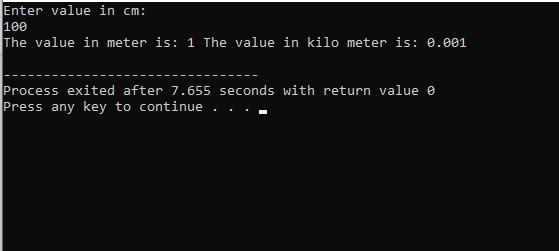 Enter value in cm:
100
The value in meter is: 1 The value in kilo meter is: 0.001
--------------------------------
Process exited after 7.655 seconds with return value 0
Press any key to continue . . .